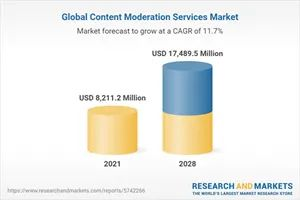 Global Content Moderation Services Market
Market forecast to grow at a CAGR of 11.7%
USD 17,489.5 Million
USD 8,211.2 Million
2021
2028
https://www.researchandmarkets.com/reports/5742266
RESEARCH AND MARKETS
THE WORLD'S LARGEST MARKET RESEARCH STORE